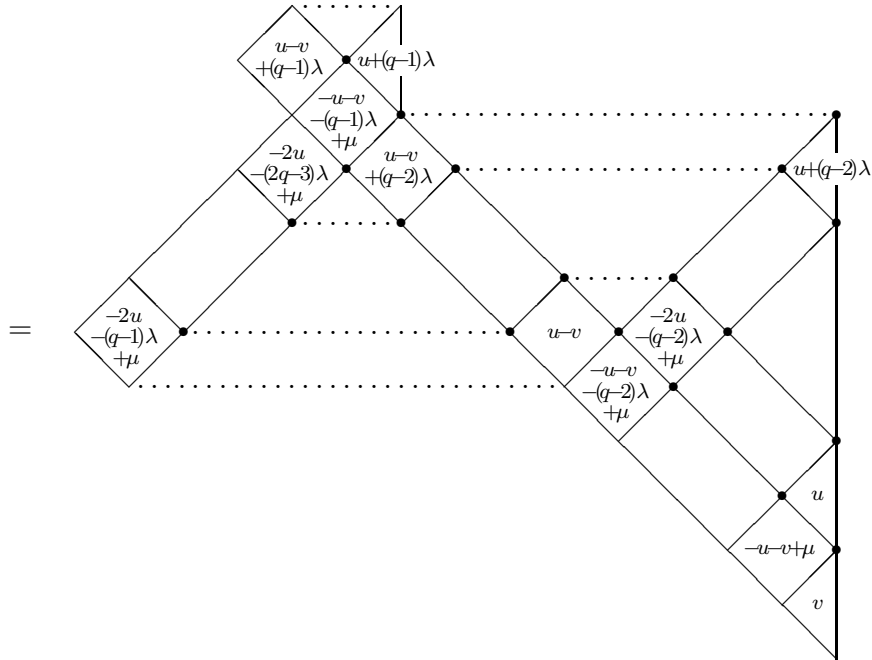 u−v
+(q−1)λ
u+(q−1)λ
−u−v
−(q−1)λ
+μ
−2u
−(2q−3)λ
+μ
u−v
+(q−2)λ
u+(q−2)λ
=
−2u
−(q−1)λ
+μ
u−v
−2u
−(q−2)λ
+μ
−u−v
−(q−2)λ
+μ
u
−u−v+μ
v